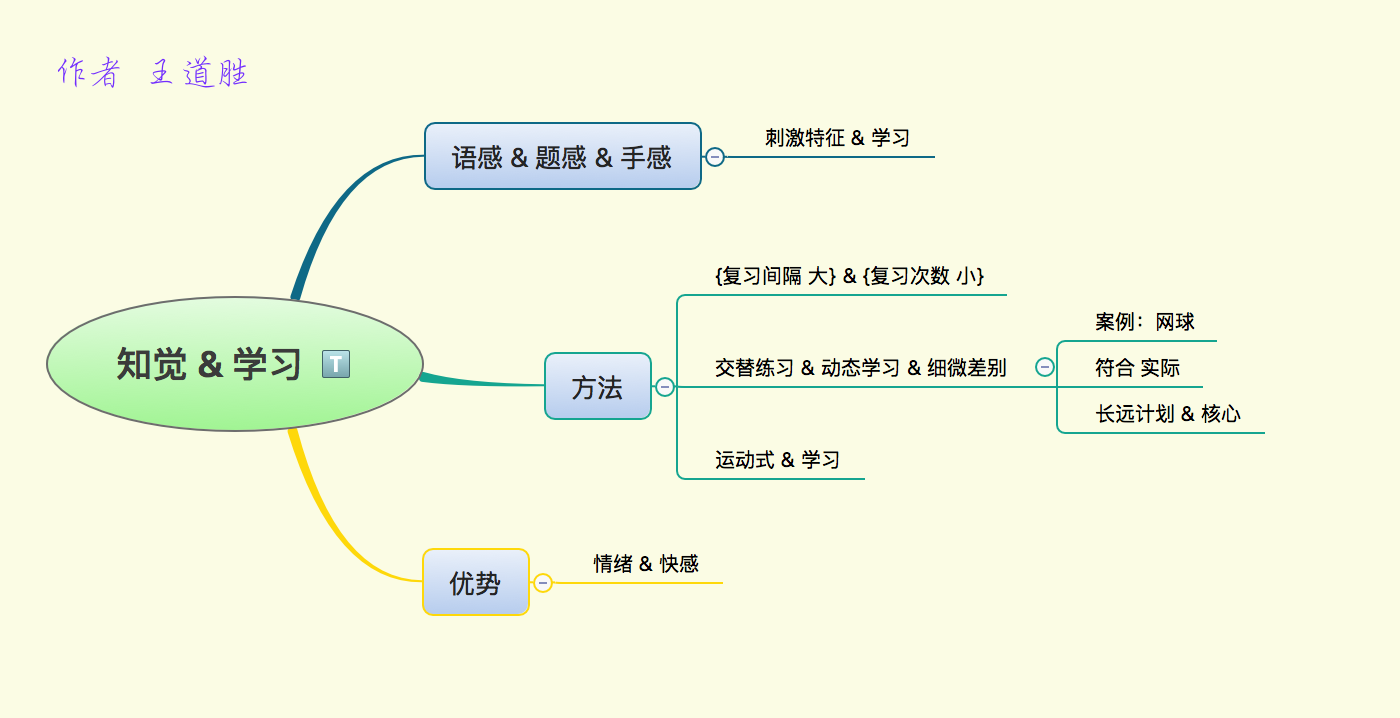 作者 王道胜
语感 & 题感 & 手感
刺激特征 & 学习
知觉 & 学习 T
方法
{复习间隔 大} & {复习次数 小}
交替练习 & 动态学习 & 细微差别
案例：网球
符合 实际
长远计划 & 核心
运动式 & 学习
优势
情绪 & 快感